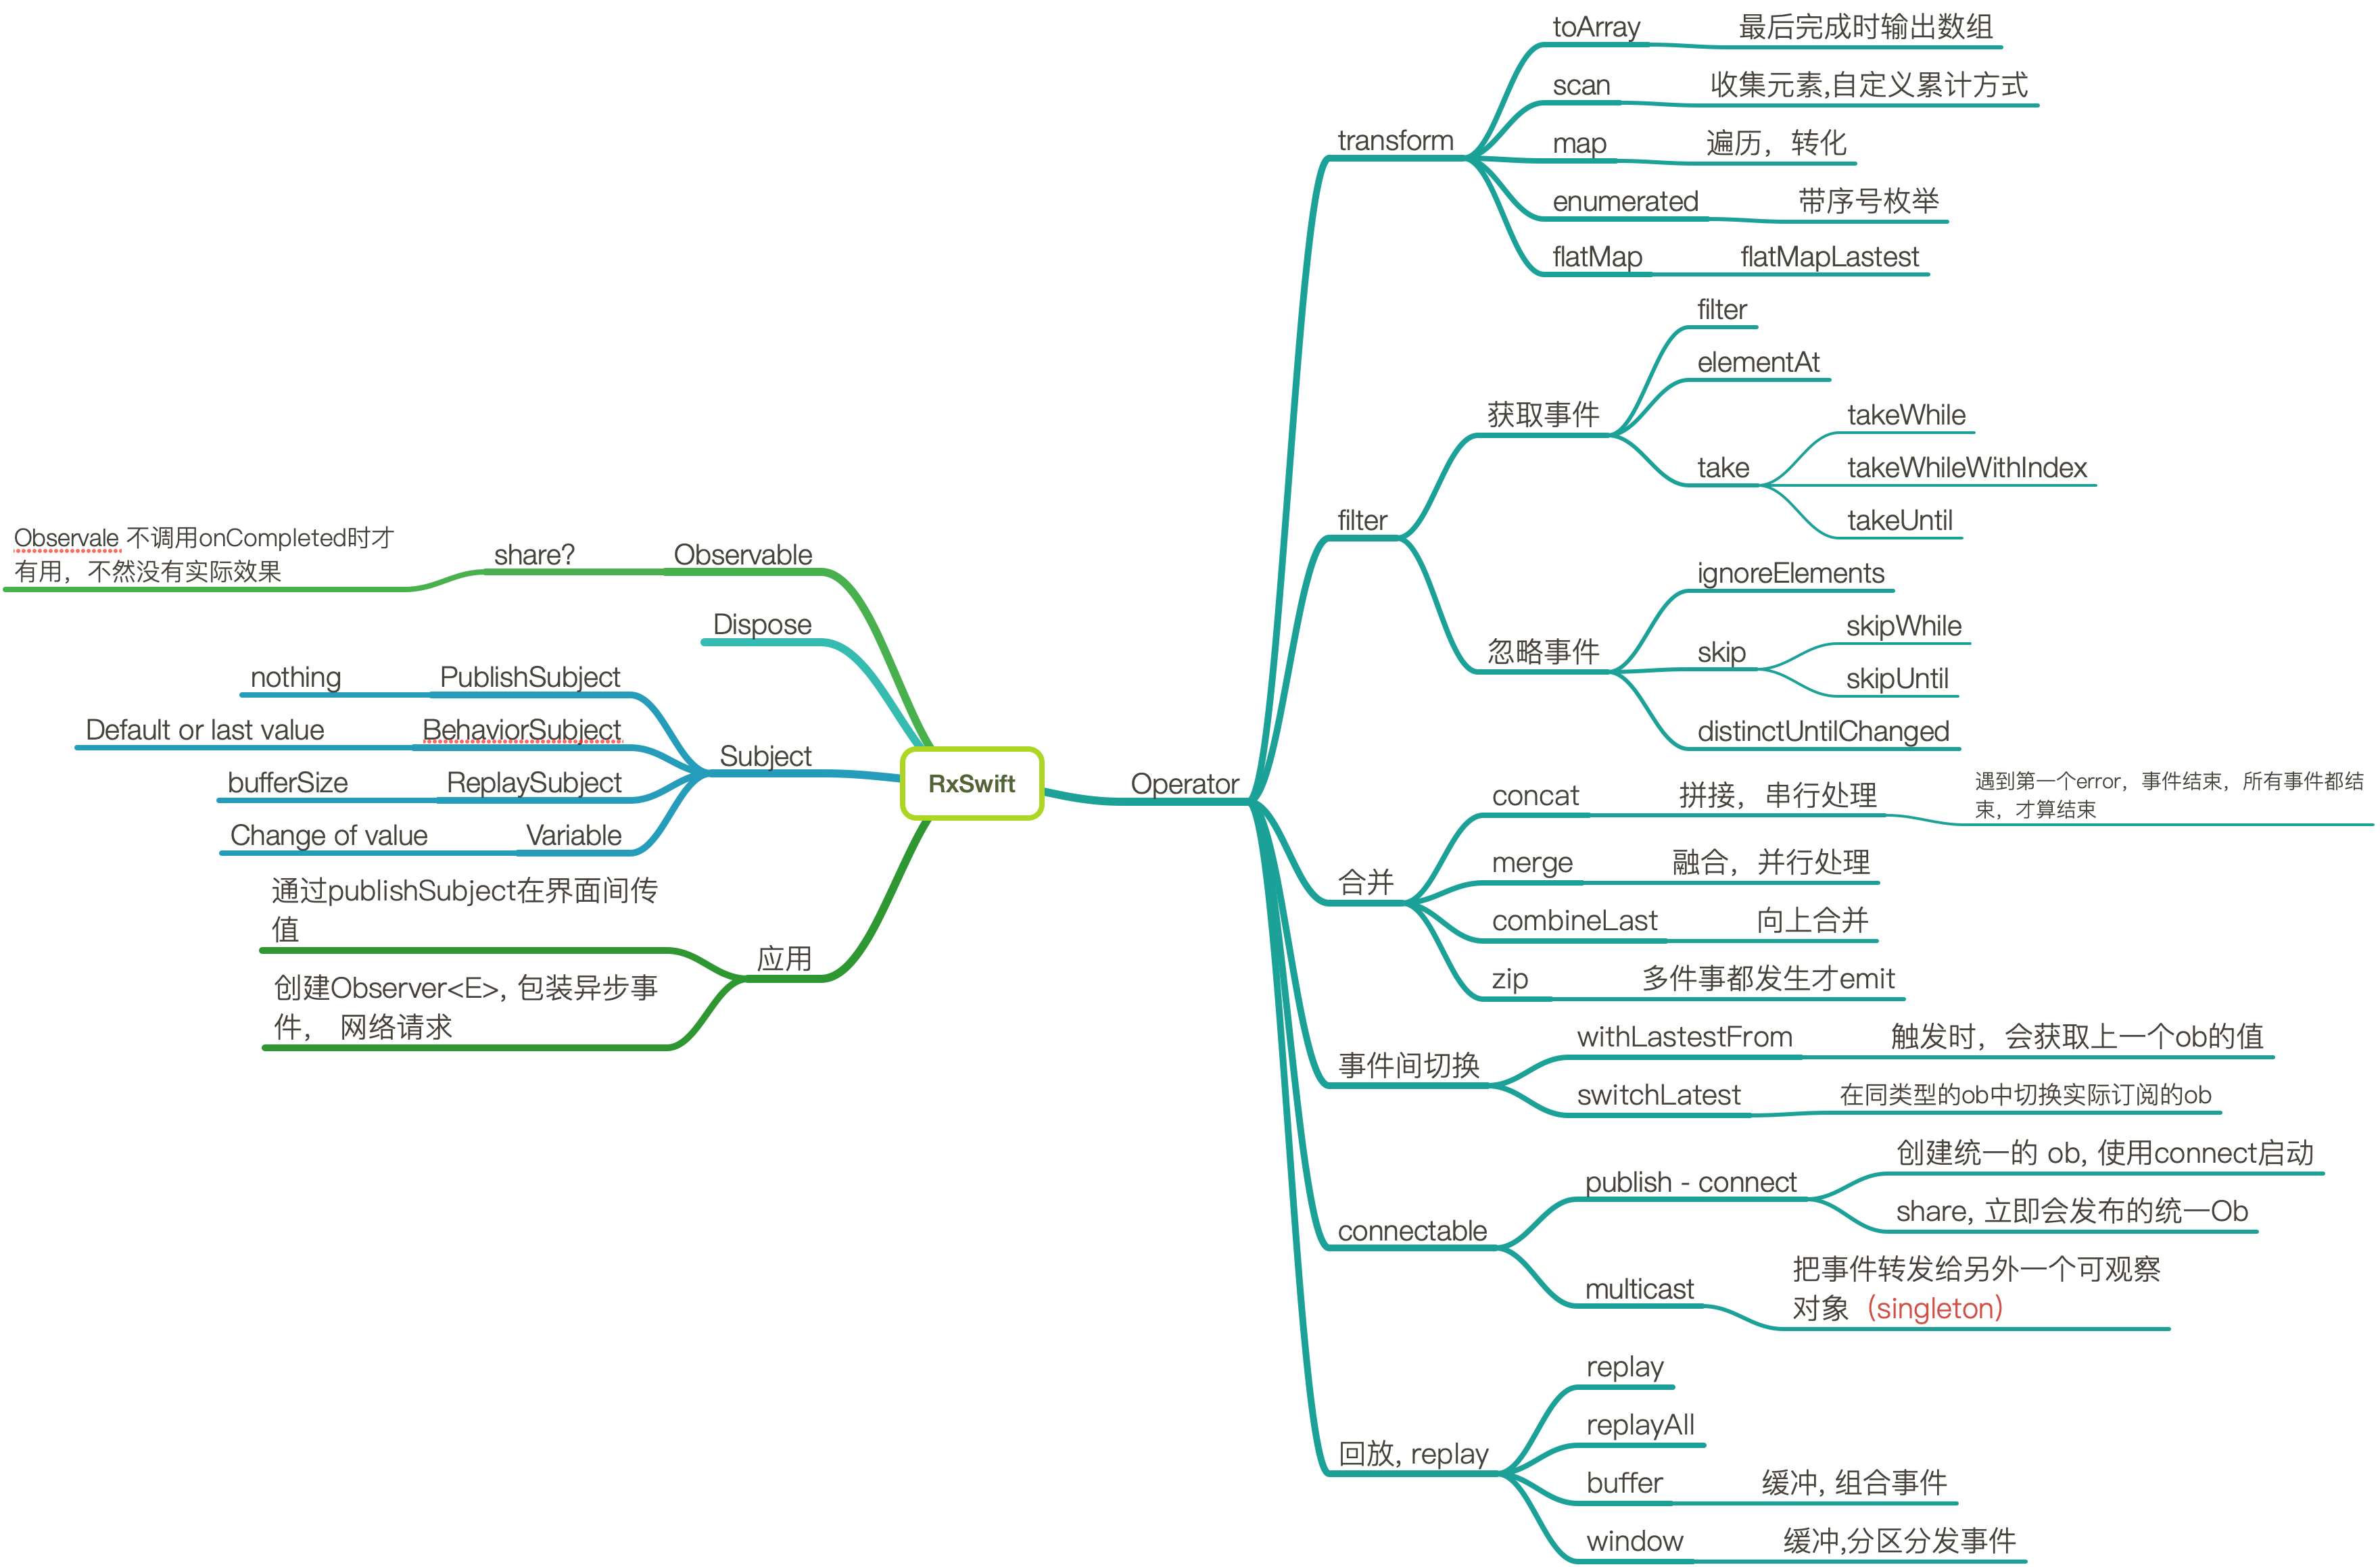 RxSwift
Observable
share?
Observale 不调用onCompleted时才
有用，不然没有实际效果
Dispose
Subject
PublishSubject
nothing
BehaviorSubject
Default or last value
ReplaySubject
bufferSize
Variable
Change of value
应用
通过publishSubject在界面间传
值
创建Observer<E>, 包装异步事
件， 网络请求
Operator
transform
toArray
最后完成时输出数组
scan
收集元素,自定义累计方式
map
遍历，转化
enumerated
带序号枚举
flatMap
flatMapLastest
filter
获取事件
filter
elementAt
take
takeWhile
takeWhileWithIndex
takeUntil
忽略事件
ignoreElements
skip
skipWhile
skipUntil
distinctUntilChanged
合并
concat
拼接，串行处理
遇到第一个error，事件结束，所有事件都结
束，才算结束
merge
融合，并行处理
combineLast
向上合并
zip
多件事都发生才emit
事件间切换
withLastestFrom
触发时，会获取上一个ob的值
switchLatest
在同类型的ob中切换实际订阅的ob
connectable
publish - connect
创建统一的 ob, 使用connect启动
share, 立即会发布的统一Ob
multicast
把事件转发给另外一个可观察
对象（singleton）
回放, replay
replay
replayAll
buffer
缓冲, 组合事件
window
缓冲,分区分发事件